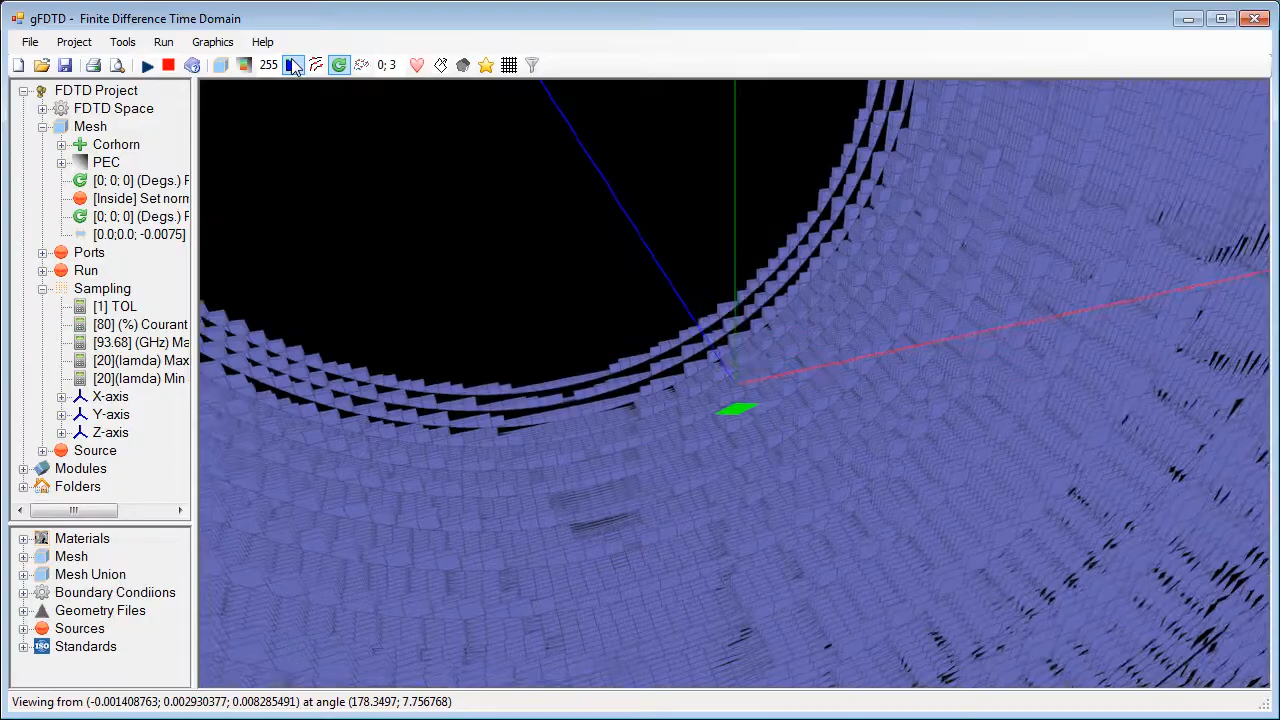 gFDTD - Finite Difference Time Domain
File Project Tools Run Graphics Help
255 0; 3
FDTD Project
FDTD Space
Mesh
Corhorn
PEC
[0; 0; 0] (Degs.) F
[Inside] Set norm
[0; 0; 0] (Degs.) F
[0.0;0.0; -0.0075]
Ports
Run
Sampling
[1] TOL
[80] (%) Courant
[93.68] (GHz) Ma
[20](lamda) Max
[20](lamda) Min
X-axis
Y-axis
Z-axis
Source
Modules
Folders
Materials
Mesh
Mesh Union
Boundary Condiions
Geometry Files
Sources
ISO Standards
Viewing from (-0.001408763; 0.002930377; 0.008285491) at angle (178.3497; 7.756768)